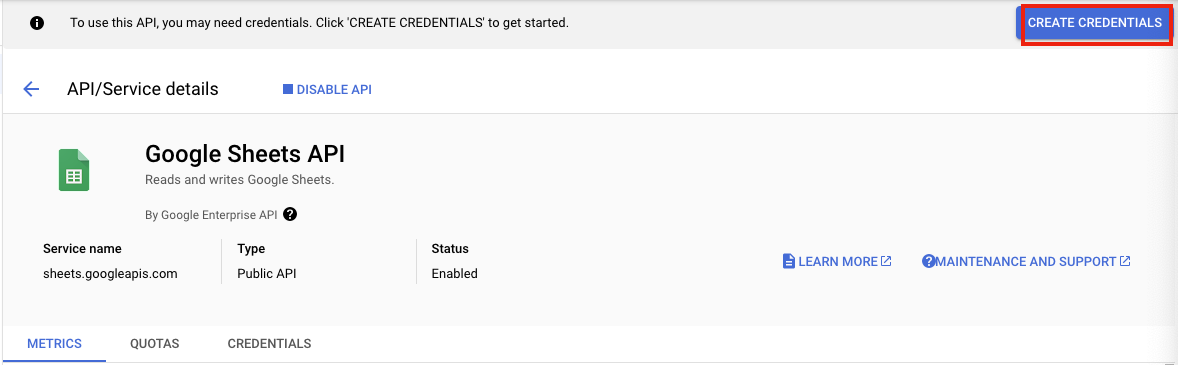 To use this API, you may need credentials. Click 'CREATE CREDENTIALS' to get started.
CREATE CREDENTIALS
API/Service details
DISABLE API
Google Sheets API
Reads and writes Google Sheets.
By Google Enterprise API
Service name
sheets.googleapis.com
Type
Public API
Status
Enabled
LEARN MORE
MAINTENANCE AND SUPPORT
METRICS
QUOTAS
CREDENTIALS